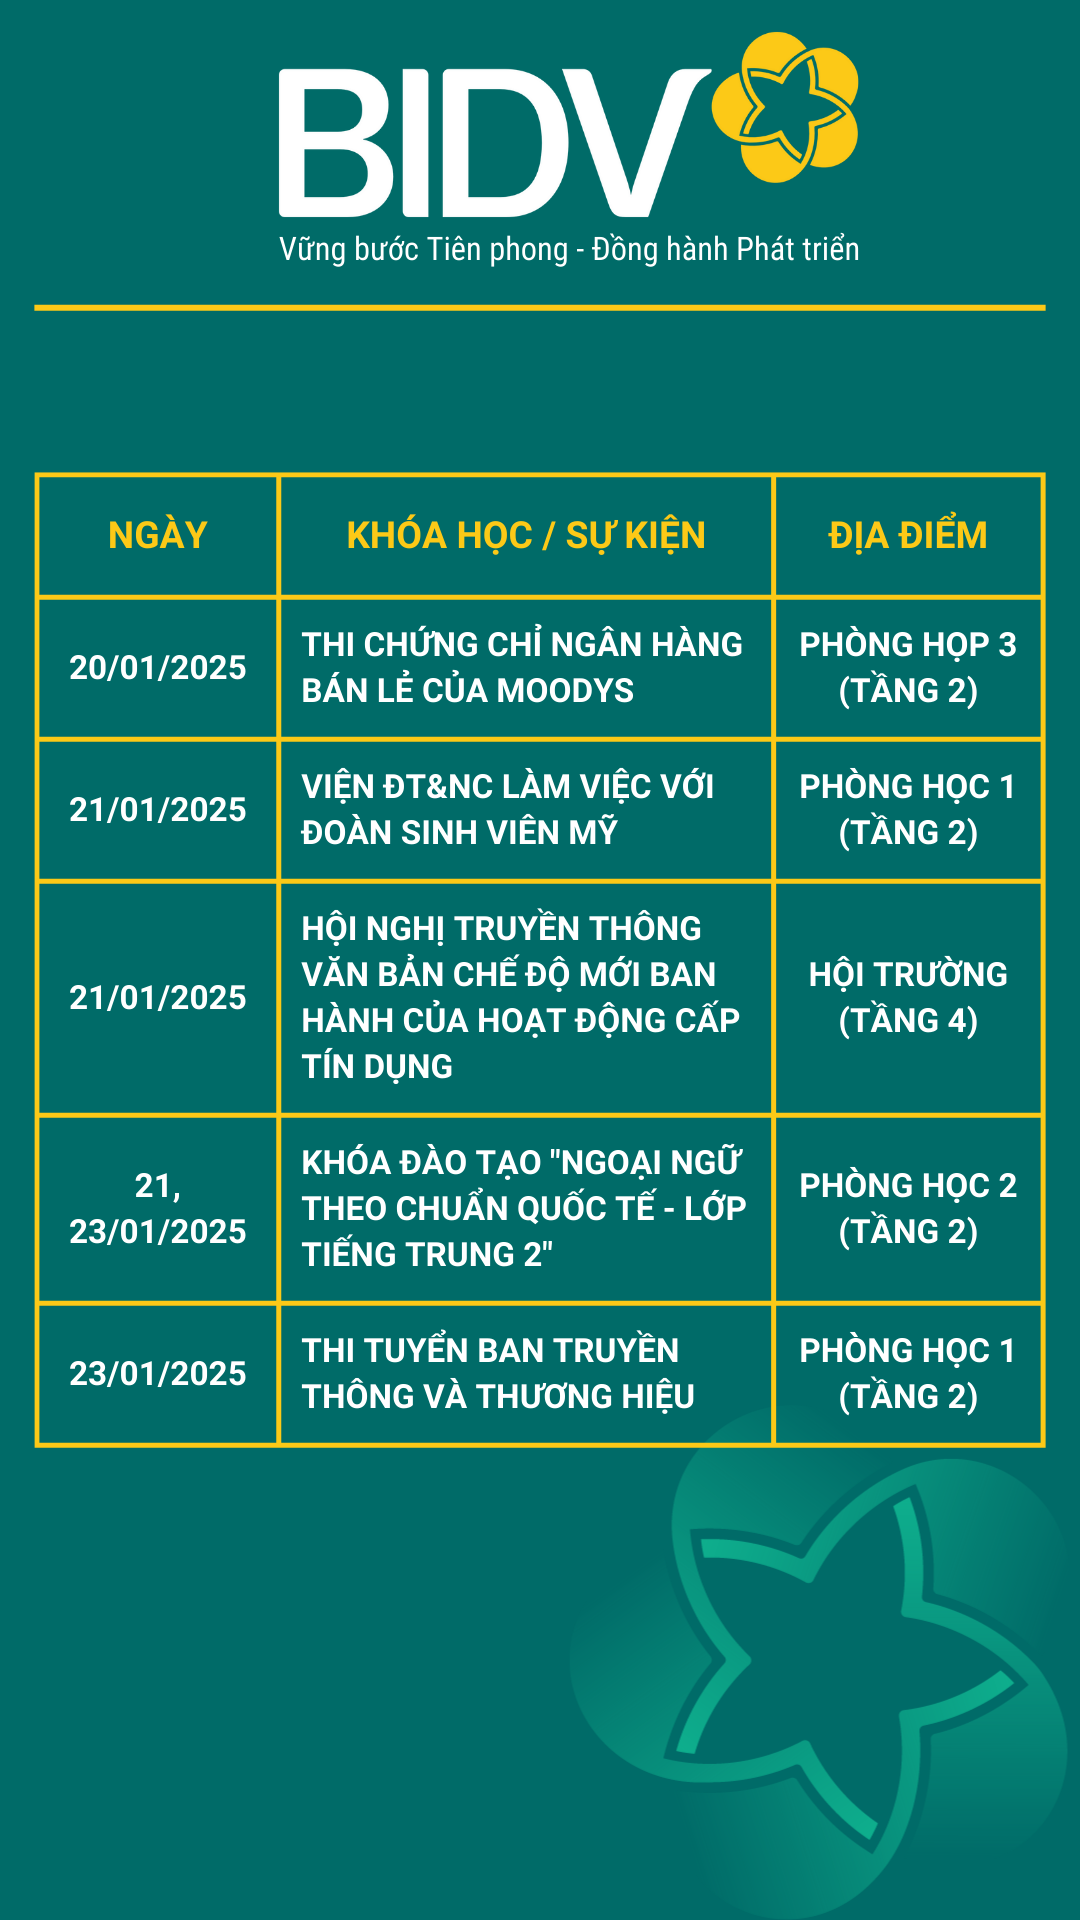 BIDV
Vững bước Tiên phong - Đồng hành Phát triển
NGÀY
KHÓA HỌC / SỰ KIỆN
ĐỊA ĐIỂM
20/01/2025
THI CHỨNG CHỈ NGÂN HÀNG
BÁN LẺ CỦA MOODYS
PHÒNG HỌP 3
(TẦNG 2)
21/01/2025
VIỆN ĐT&NC LÀM VIỆC VỚI
ĐOÀN SINH VIÊN MỸ
PHÒNG HỌC 1
(TẦNG 2)
21/01/2025
HỘI NGHỊ TRUYỀN THÔNG
VĂN BẢN CHẾ ĐỘ MỚI BAN
HÀNH CỦA HOẠT ĐỘNG CẤP
TÍN DỤNG
HỘI TRƯỜNG
(TẦNG 4)
21,
23/01/2025
KHÓA ĐÀO TẠO "NGOẠI NGỮ
THEO CHUẨN QUỐC TẾ - LỚP
TIẾNG TRUNG 2"
PHÒNG HỌC 2
(TẦNG 2)
23/01/2025
THI TUYỂN BAN TRUYỀN
THÔNG VÀ THƯƠNG HIỆU
PHÒNG HỌC 1
(TẦNG 2)